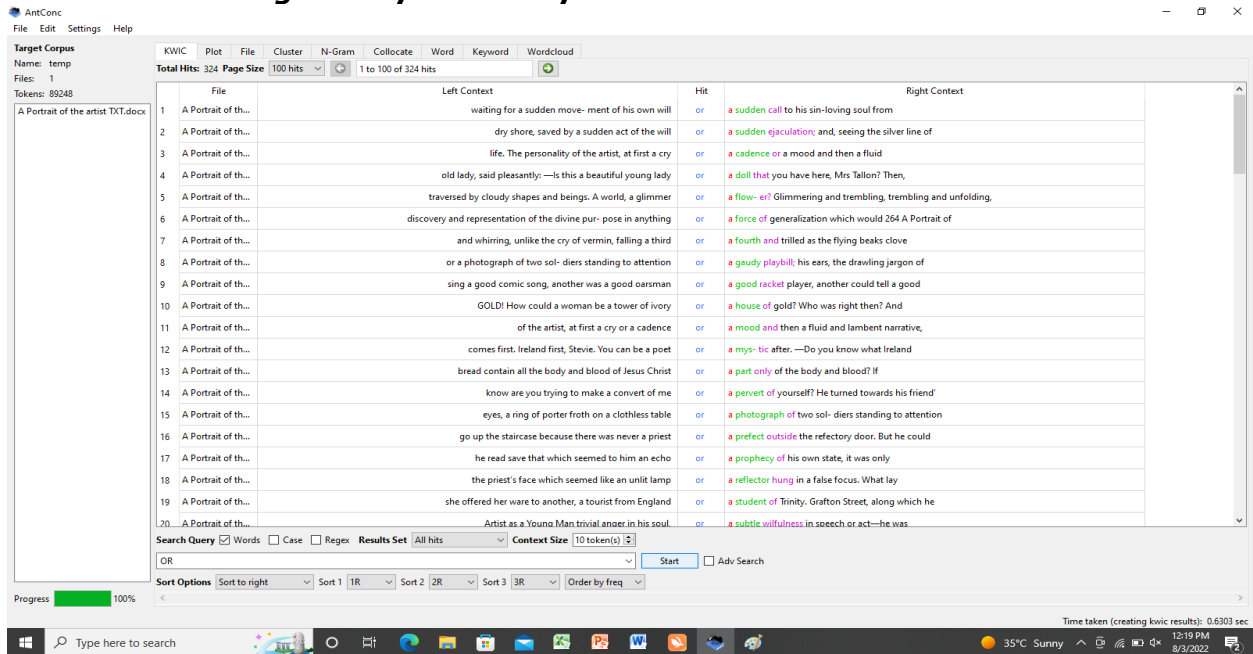 AntConc
File Edit Settings Help
Target Corpus
Name: temp
Files: 1
Tokens: 89248
A Portrait of the artist TXT.docx
Progress 100%
KWIC Plot File Cluster N-Gram Collocate Word Keyword Wordcloud
Total Hits: 324 Page Size 100 hits 1 to 100 of 324 hits
File Left Context Hit Right Context
1 A Portrait of th... waiting for a sudden move- ment of his own will or a sudden call to his sin-loving soul from
2 A Portrait of th... dry shore, saved by a sudden act of the will or a sudden ejaculation; and, seeing the silver line of
3 A Portrait of th... life. The personality of the artist, at first a cry or a cadence or a mood and then a fluid
4 A Portrait of th... old lady, said pleasantly: —Is this a beautiful young lady or a doll that you have here, Mrs Tallon? Then,
5 A Portrait of th... traversed by cloudy shapes and beings. A world, a glimmer or a flow- er? Glimmering and trembling, trembling and unfolding,
6 A Portrait of th... discovery and representation of the divine pur- pose in anything or a force of generalization which would 264 A Portrait of
7 A Portrait of th... and whirring, unlike the cry of vermin, falling a third or a fourth and trilled as the flying beaks clove
8 A Portrait of th... or a photograph of two sol- diers standing to attention or a gaudy playbill; his ears, the drawling jargon of
9 A Portrait of th... sing a good comic song, another was a good oarsman or a good racket player, another could tell a good
10 A Portrait of th... GOLD! How could a woman be a tower of ivory or a house of gold? Who was right then? And
11 A Portrait of th... of the artist, at first a cry or a cadence or a mood and then a fluid and lambent narrative,
12 A Portrait of th... comes first. Ireland first, Stevie. You can be a poet or a mys- tic after. —Do you know what Ireland
13 A Portrait of th... bread contain all the body and blood of Jesus Christ or a part only of the body and blood? If
14 A Portrait of th... know are you trying to make a convert of me or a pervert of yourself? He turned towards his friend'
15 A Portrait of th... eyes, a ring of porter froth on a clothless table or a photograph of two sol- diers standing to attention
16 A Portrait of th... go up the staircase because there was never a priest or a prefect outside the refectory door. But he could
17 A Portrait of th... he read save that which seemed to him an echo or a prophecy of his own state, it was only
18 A Portrait of th... the priest's face which seemed like an unlit lamp or a reflector hung in a false focus. What lay
19 A Portrait of th... she offered her ware to another, a tourist from England or a student of Trinity. Grafton Street, along which he
20 A Portrait of th... Artist as a Young Man trivial anger in his soul. or a subtle wilfulness in speech or act—he was
Search Query Words Case Regex Results Set All hits Context Size 10 token(s)
OR Start Adv Search
Sort Options Sort to right Sort 1 1R Sort 2 2R Sort 3 3R Order by freq
Time taken (creating kwic results): 0.6303 sec
Type here to search
35°C Sunny
12:19 PM
8/3/2022